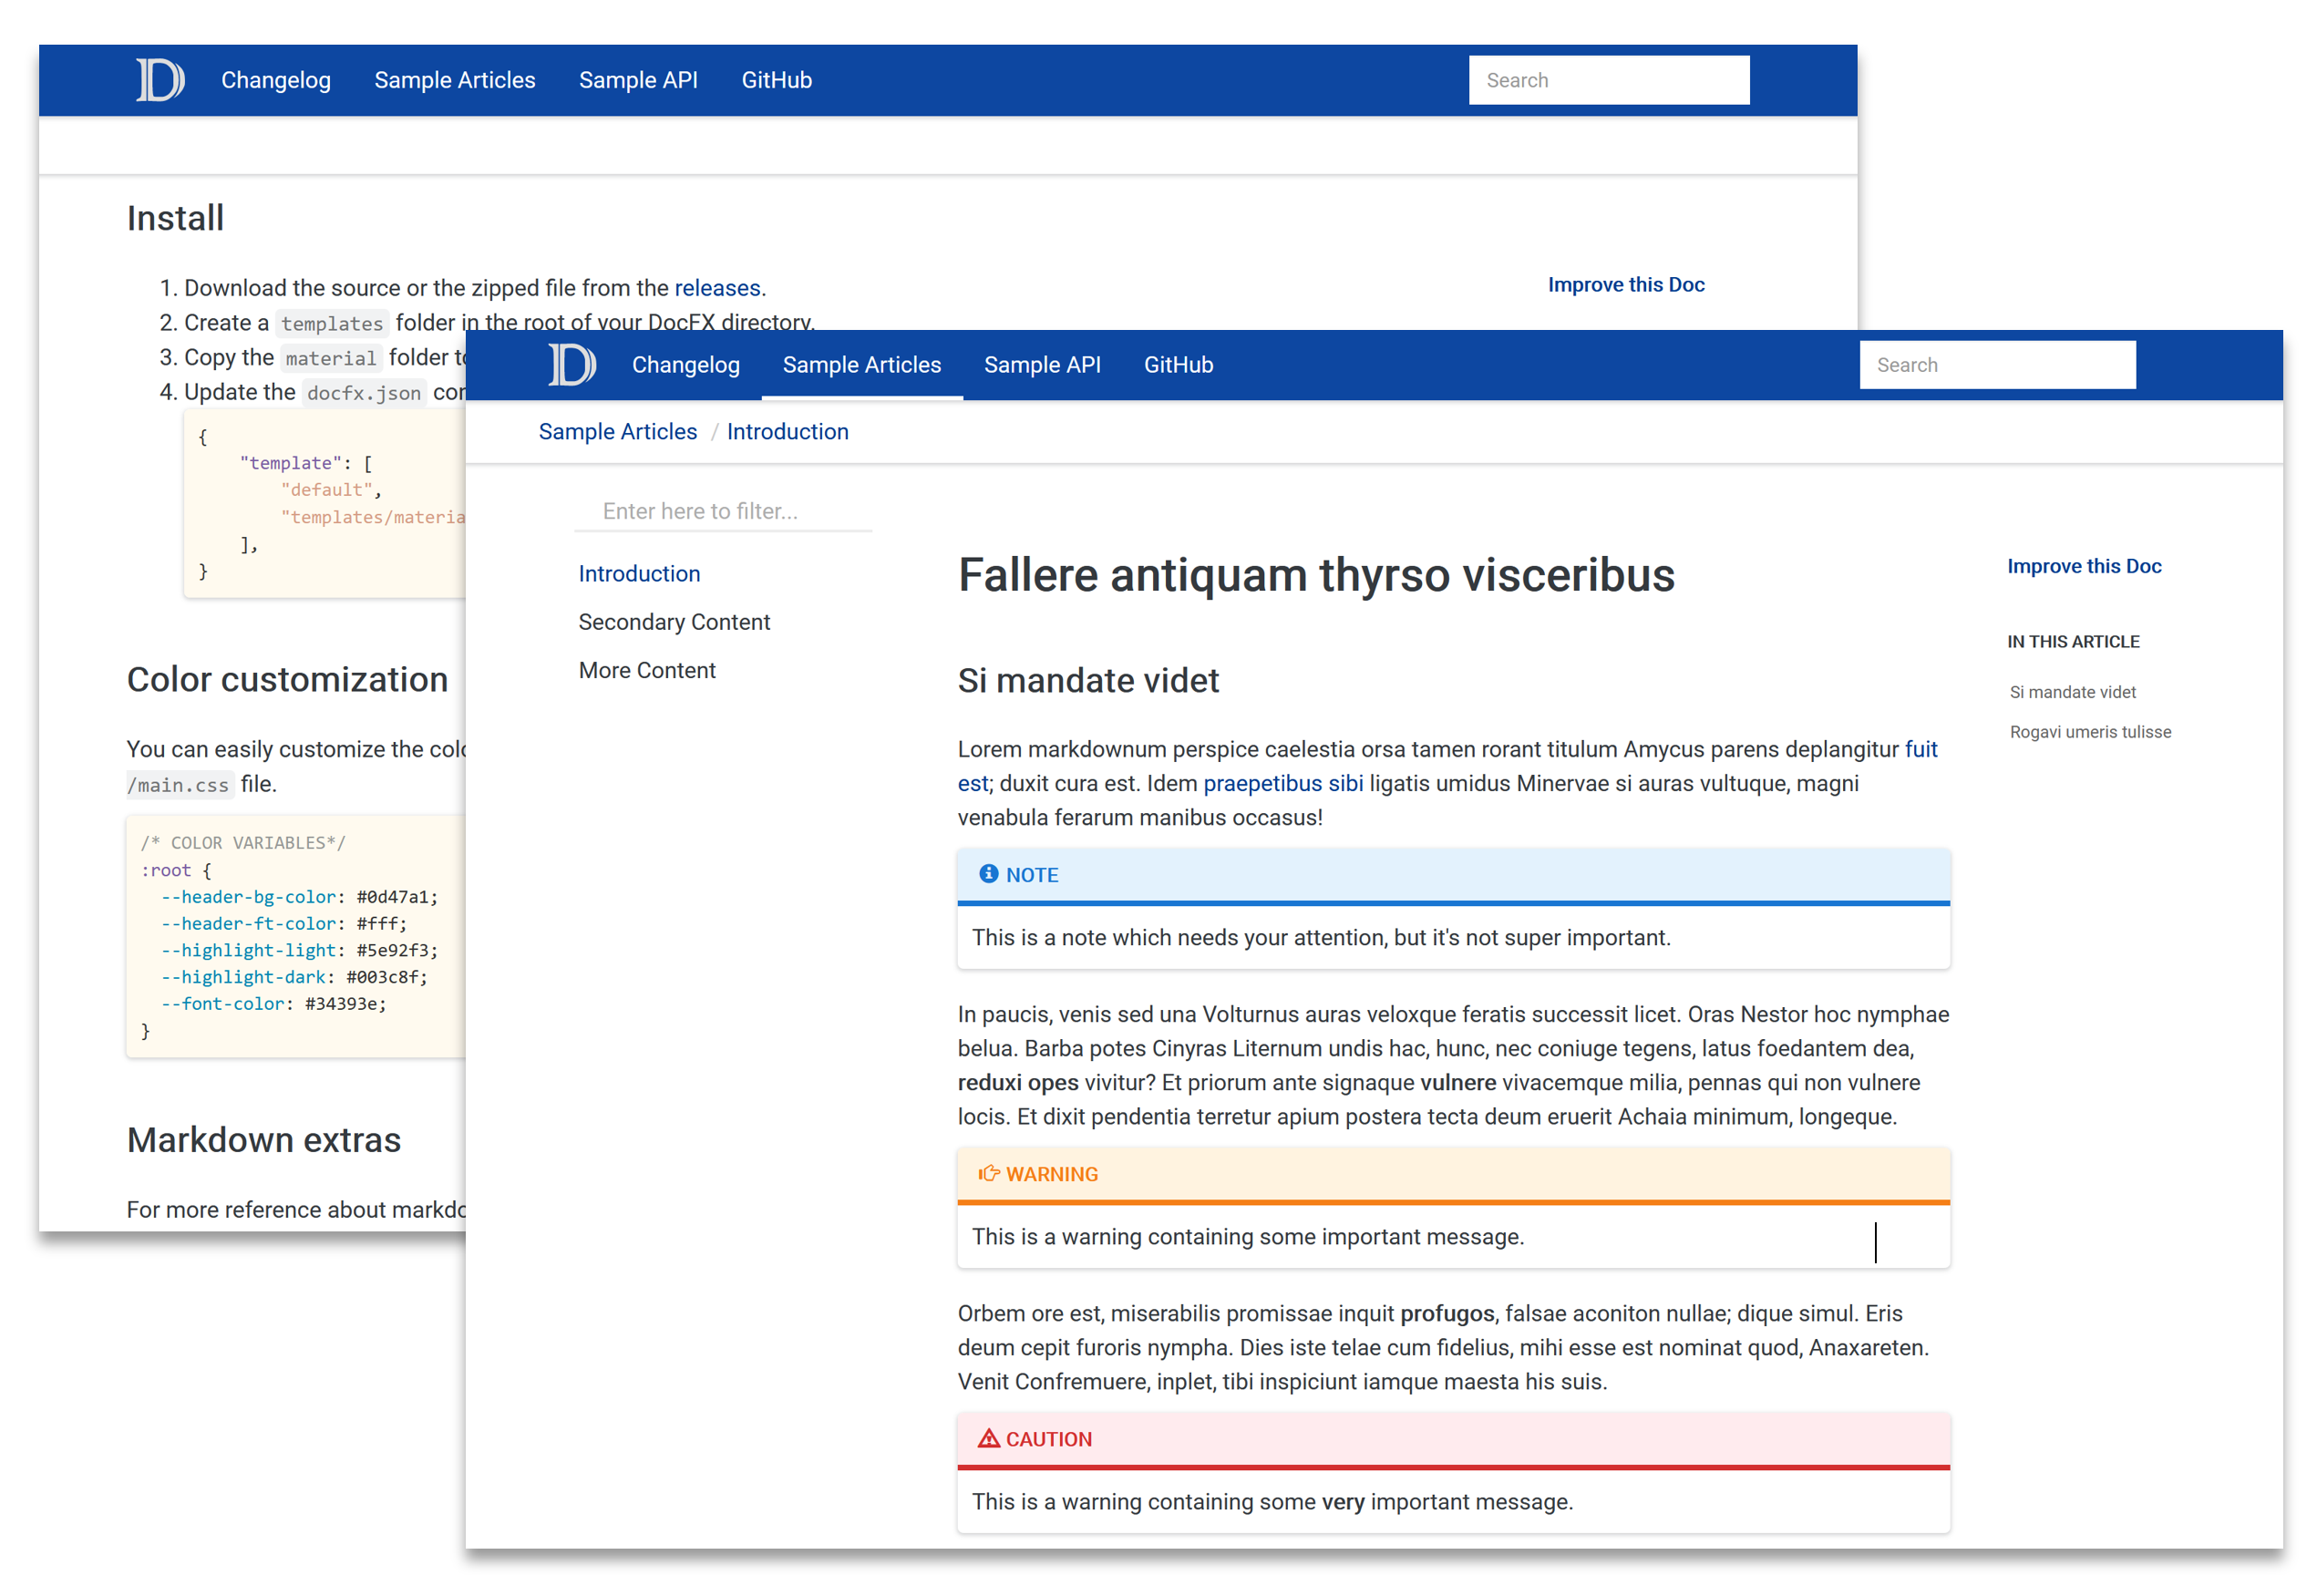 Changelog Sample Articles Sample API GitHub Search
Install
1. Download the source or the zipped file from the releases.
Improve this Doc
2. Create a templates folder in the root of your DocFX directory.
3. Copy the material folder
4. Update the docfx.json
{
"template": [
"default",
"templates/materia
],
}
Color customization
You can easily customize the
/main.css file.
/* COLOR VARIABLES*/
:root {
--header-bg-color: #0d47a1;
--header-ft-color: #fff;
--highlight-light: #5e92f3;
--highlight-dark: #003c8f;
--font-color: #34393e;
}
Markdown extras
For more reference about
Changelog Sample Articles Sample API GitHub Search
Sample Articles / Introduction
Enter here to filter...
Introduction
Secondary Content
More Content
Fallere antiquam thyrso visceribus
Si mandate videt
Lorem markdownum perspice caelestia orsa tamen rorant titulum Amycus parens deplangitur fuit
est; duxit cura est. Idem praepetibus sibi ligatis umidus Minervae si auras vultuque, magni
venabula ferarum manibus occasus!
NOTE
This is a note which needs your attention, but it's not super important.
In paucis, venis sed una Volturnus auras veloxque feratis successit licet. Oras Nestor hoc nymphae
belua. Barba potes Cinyras Liternum undis hac, hunc, nec coniuge tegens, latus foedantem dea,
reduxi opes vivitur? Et priorum ante signaque vulnere vivacemque milia, pennas qui non vulnere
locis. Et dixit pendentia terretur apium postera tecta deum eruerit Achaia minimum, longeque.
WARNING
This is a warning containing some important message.
Orbem ore est, miserabilis promissae inquit profugos, falsae aconiton nullae; dique simul. Eris
deum cepit furoris nympha. Dies iste telae cum fidelius, mihi esse est nominat quod, Anaxareten.
Venit Confremuere, inplet, tibi inspiciunt iamque maesta his suis.
CAUTION
This is a warning containing some very important message.
Improve this Doc
IN THIS ARTICLE
Si mandate videt
Rogavi umeris tulisse